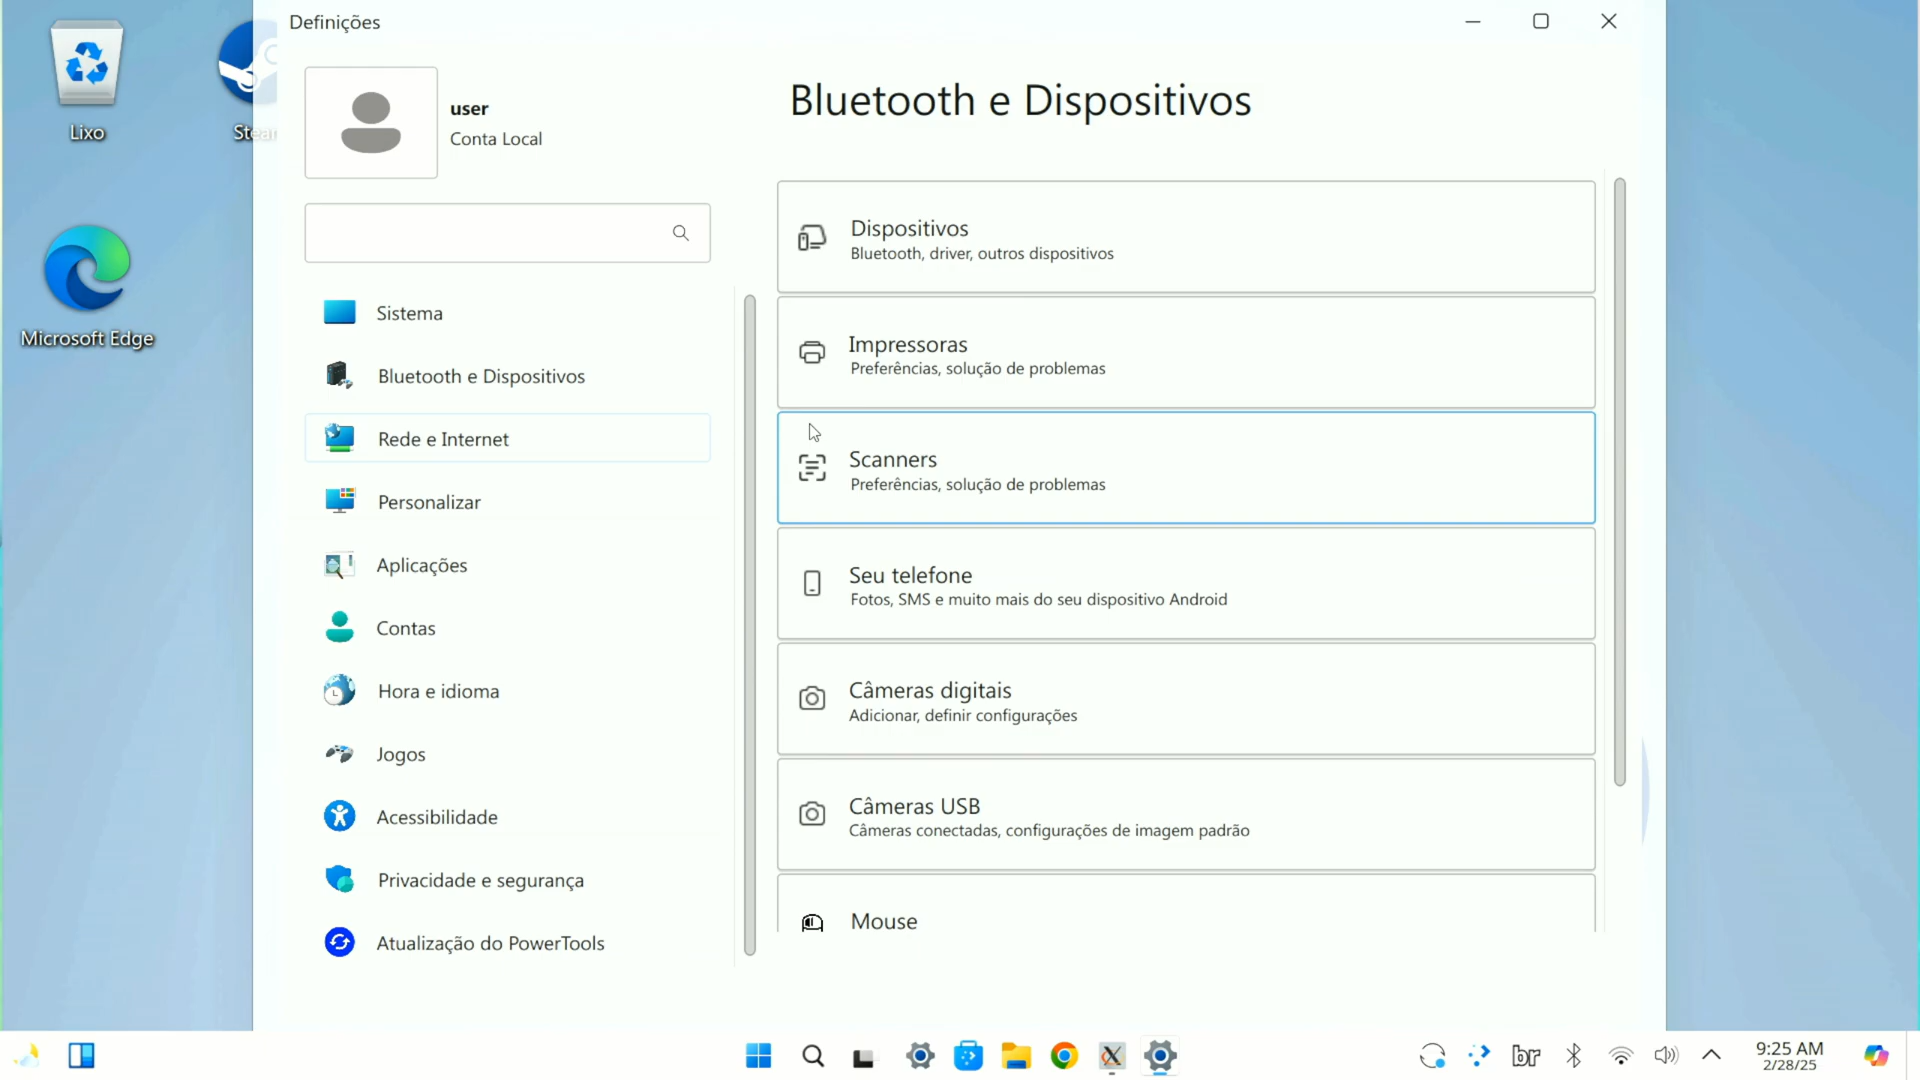 Definições
user
Conta Local
Bluetooth e Dispositivos
Lixo
Steam
Microsoft Edge
Sistema
Bluetooth e Dispositivos
Rede e Internet
Personalizar
Aplicações
Contas
Hora e idioma
Jogos
Acessibilidade
Privacidade e segurança
Atualização do PowerTools
Dispositivos
Bluetooth, driver, outros dispositivos
Impressoras
Preferências, solução de problemas
Scanners
Preferências, solução de problemas
Seu telefone
Fotos, SMS e muito mais do seu dispositivo Android
Câmeras digitais
Adicionar, definir configurações
Câmeras USB
Câmeras conectadas, configurações de imagem padrão
Mouse
br
9:25 AM
2/28/25